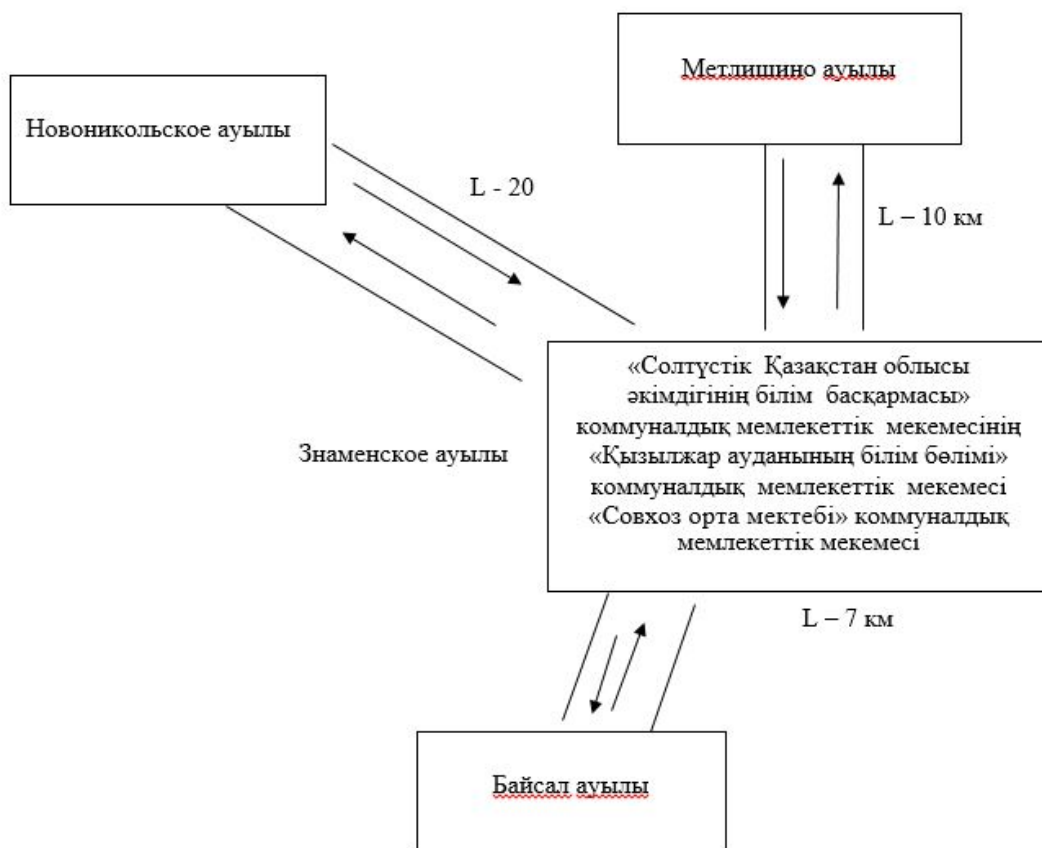 Метлишино ауылы
Новоникольское ауылы
L - 20
L – 10 км
«Солтүстік Қазақстан облысы
әкімдігінің білім басқармасы»
коммуналдық мемлекеттік мекемесінің
«Қызылжар ауданының білім бөлімі»
коммуналдық мемлекеттік мекемесі
«Совхоз орта мектебі» коммуналдық
мемлекеттік мекемесі
Знаменское ауылы
L – 7 км
Байсал ауылы